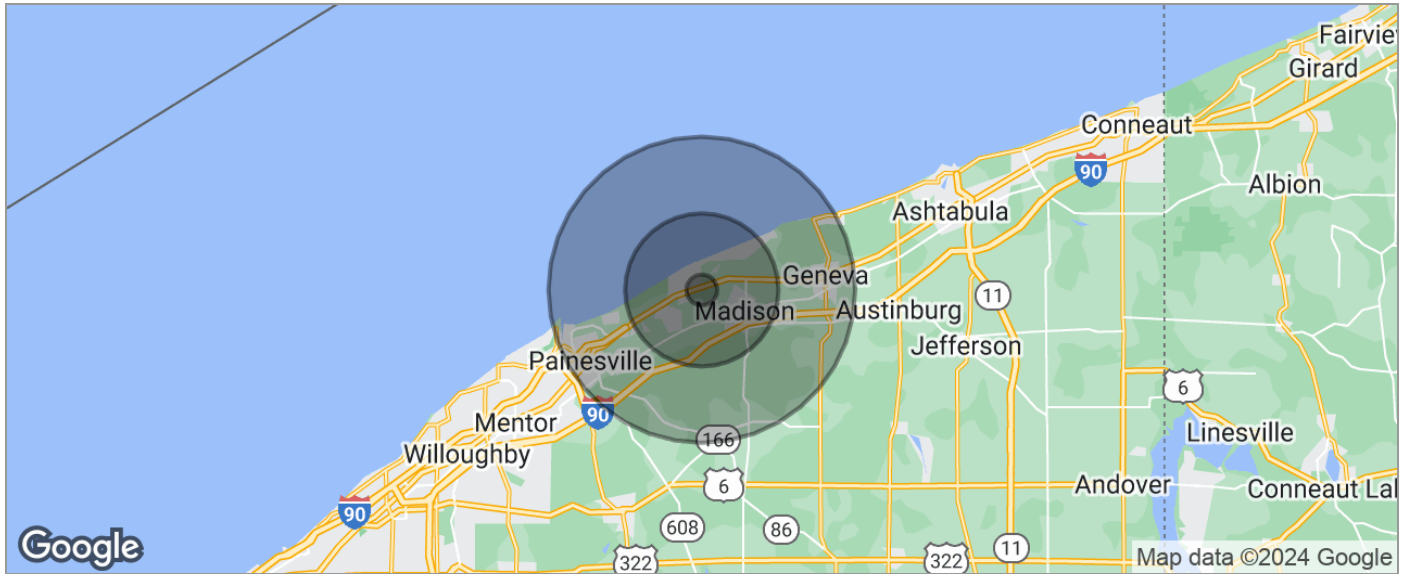 Fairview
Girard
Conneaut
90
Albion
Ashtabula
Geneva
11
Madison
Austinburg
Jefferson
Painesville
6
90
Mentor
166
Linesville
Willoughby
6
Andover
Conneaut Lak
90
608
86
11
Google
322
322
Map data ©2024 Google